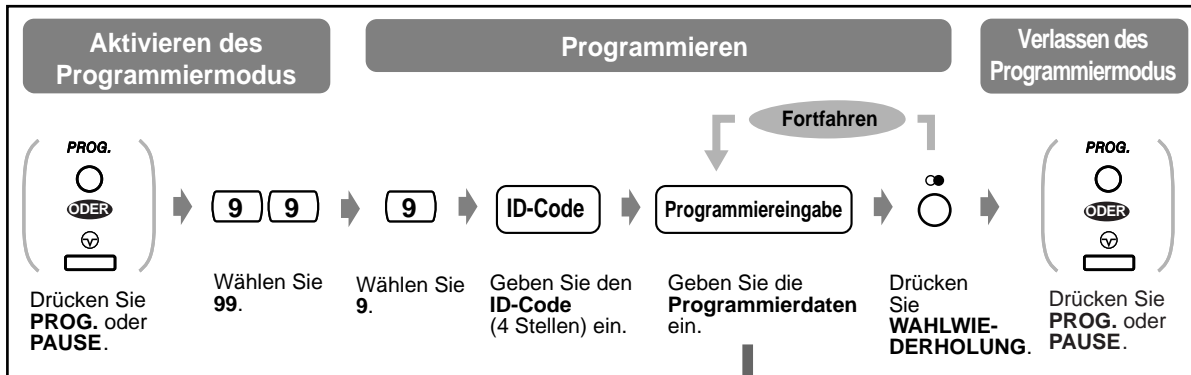 Aktivieren des
Programmiermodus
Programmieren
Verlassen des
Programmiermodus
Fortfahren
PROG.
ODER
9 9
9
ID-Code
Programmiereingabe
PROG.
ODER
Drücken Sie
PROG. oder
PAUSE.
Wählen Sie
99.
Wählen Sie
9.
Geben Sie den
ID-Code
(4 Stellen) ein.
Geben Sie die
Programmierdaten
ein.
Drücken
Sie
WAHLWIE-
DERHOLUNG.
Drücken Sie
PROG. oder
PAUSE.